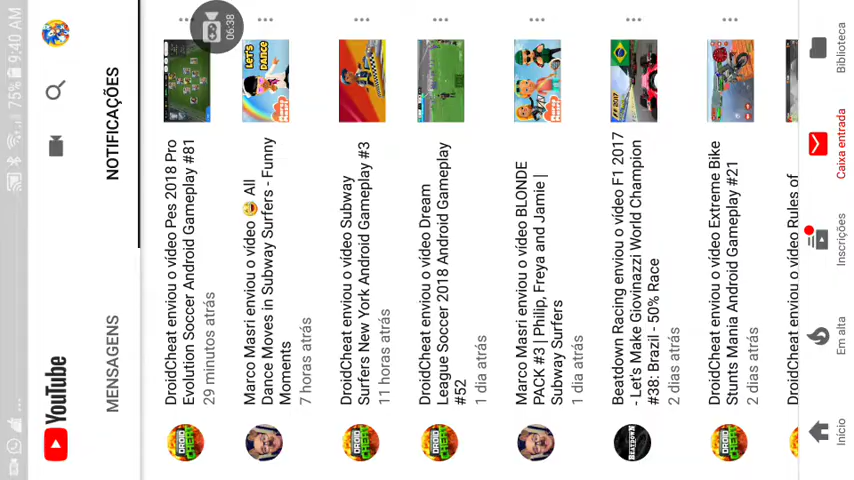 75% 9:40 AM
YouTube
06:38
MENSAGENS
NOTIFICAÇÕES
DroidCheat enviou o vídeo Pes 2018 Pro
Evolution Soccer Android Gameplay #81
29 minutos atrás
Marco Masri enviou o vídeo 😄 All
Dance Moves in Subway Surfers - Funny
Moments
7 horas atrás
LET'S
DANCE
DroidCheat enviou o vídeo Subway
Surfers New York Android Gameplay #3
11 horas atrás
DroidCheat enviou o vídeo Dream
League Soccer 2018 Android Gameplay
#52
1 dia atrás
Marco Masri enviou o vídeo BLONDE
PACK #3 | Philip, Freya and Jamie |
Subway Surfers
1 dia atrás
Beatdown Racing enviou o vídeo F1 2017
- Let's Make Giovinazzi World Champion
#38: Brazil - 50% Race
2 dias atrás
BEATDOWN
DroidCheat enviou o vídeo Extreme Bike
Stunts Mania Android Gameplay #21
2 dias atrás
DroidCheat enviou o vídeo Rules of
Início
Em alta
Inscrições
Caixa entrada
Biblioteca